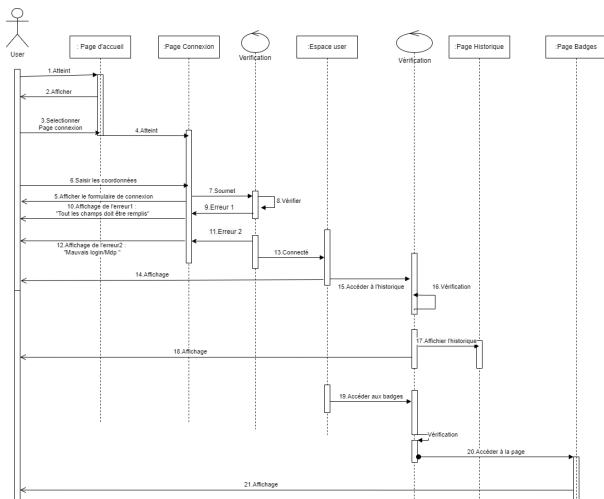 User
: Page d'accueil
:Page Connexion
Verification
:Espace user
Vérification
:Page Historique
:Page Badges
1.Atteint
2.Afficher
3.Selectioner
Page connexion
4.Atteint
6.Saisir les coordonnées
7.Soumet
5.Afficher le formulaire de connexion
8.Vérifier
10.Affichage de l'erreur1 :
"Tout les champs doit être remplis"
9.Erreur 1
11.Erreur 2
12.Affichage de l'erreur2 :
"Mauvais login/Mdp "
13.Connecté
14.Affichage
15.Accéder à l'historique
16.Vérification
17.Affichier l'historique
18.Affichage
19.Accéder aux badges
Vérification
20.Accéder à la page
21.Affichage